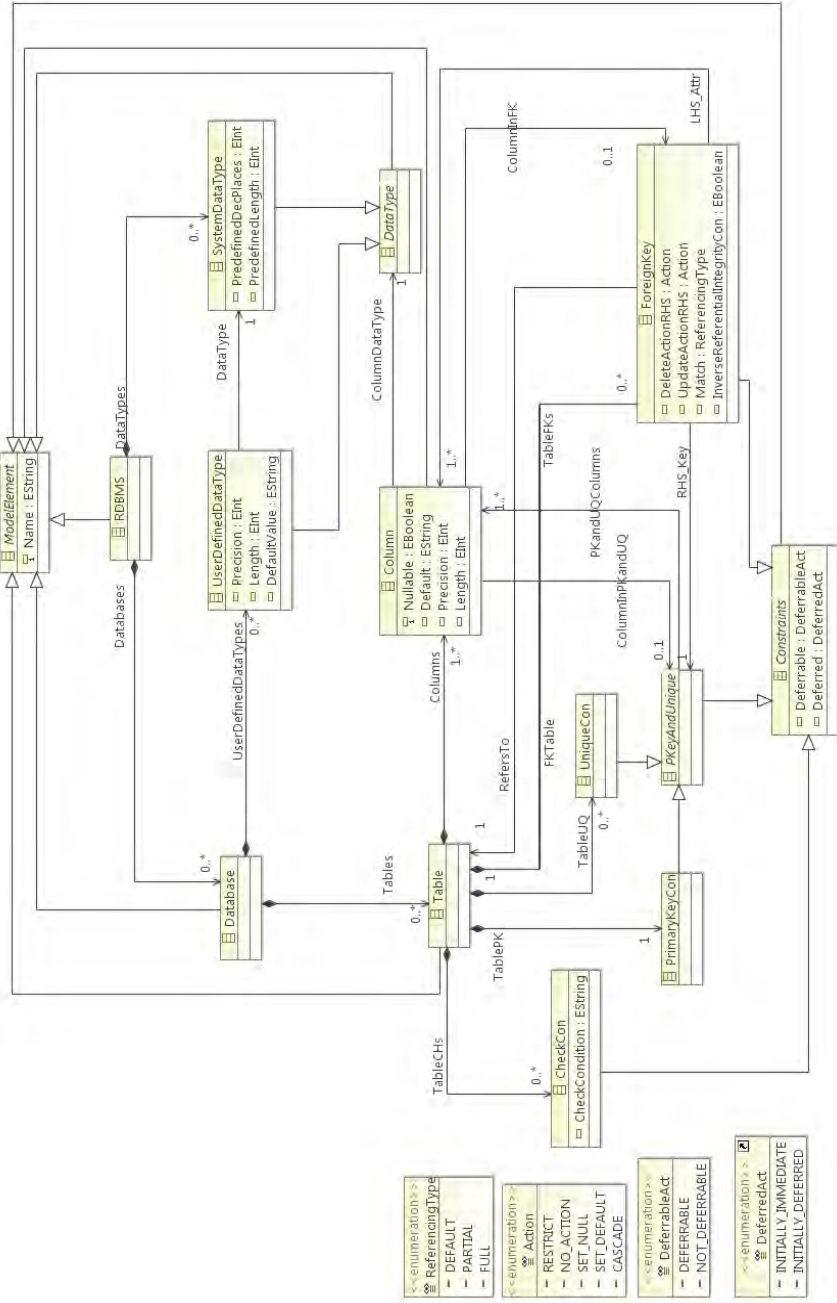 ModelElement
Name : EString
RDBMS
DataTypes
0..*
Databases
0..*
SystemDataType
PredefinedDecPlaces : EInt
PredefinedLength : EInt
DataType
1
UserDefinedDataType
Precision : EInt
Length : EInt
DefaultValue : EString
UserDefinedDataTypes
0..*
DataType
ColumnDataType
1
Database
Tables
0..*
Column
Nullable : EBoolean
Default : EString
Precision : EInt
Length : EInt
Columns
1..*
1..*
1..*
ColumnInFK
0..1
LHS_Attr
Table
RefersTo
1
FKTable
1
TableFKs
0..*
ForeignKey
DeleteActionRHS : Action
UpdateActionRHS : Action
Match : ReferencingType
InverseReferentialIntegrityCon : EBoolean
PKandUQColumns
ColumnInPKandUQ
0..1
RHS_Key
1
TableUQ
0..*
UniqueCon
PKeyAndUnique
TablePK
1
PrimaryKeyCon
TableCHs
0..*
CheckCon
CheckCondition : EString
Constraints
Deferrable : DeferrableAct
Deferred : DeferredAct
<<enumeration>>
ReferencingType
DEFAULT
PARTIAL
FULL
<<enumeration>>
Action
RESTRICT
NO_ACTION
SET_NULL
SET_DEFAULT
CASCADE
<<enumeration>>
DeferrableAct
DEFERRABLE
NOT_DEFERRABLE
<<enumeration>>
DeferredAct
INITIALLY_IMMEDIATE
INITIALLY_DEFERRED